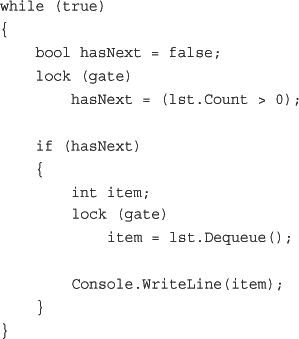 while (true)
{
    bool hasNext = false;
    lock (gate)
        hasNext = (lst.Count > 0);

    if (hasNext)
    {
        int item;
        lock (gate)
            item = lst.Dequeue();

        Console.WriteLine(item);
    }
}